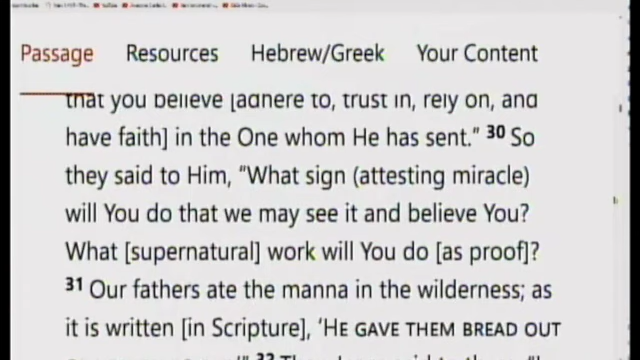 Passage Resources Hebrew/Greek Your Content
that you believe [adhere to, trust in, rely on, and
have faith] in the One whom He has sent.” 30 So
they said to Him, “What sign (attesting miracle)
will You do that we may see it and believe You?
What [supernatural] work will You do [as proof]?
31 Our fathers ate the manna in the wilderness; as
it is written [in Scripture], ‘HE GAVE THEM BREAD OUT